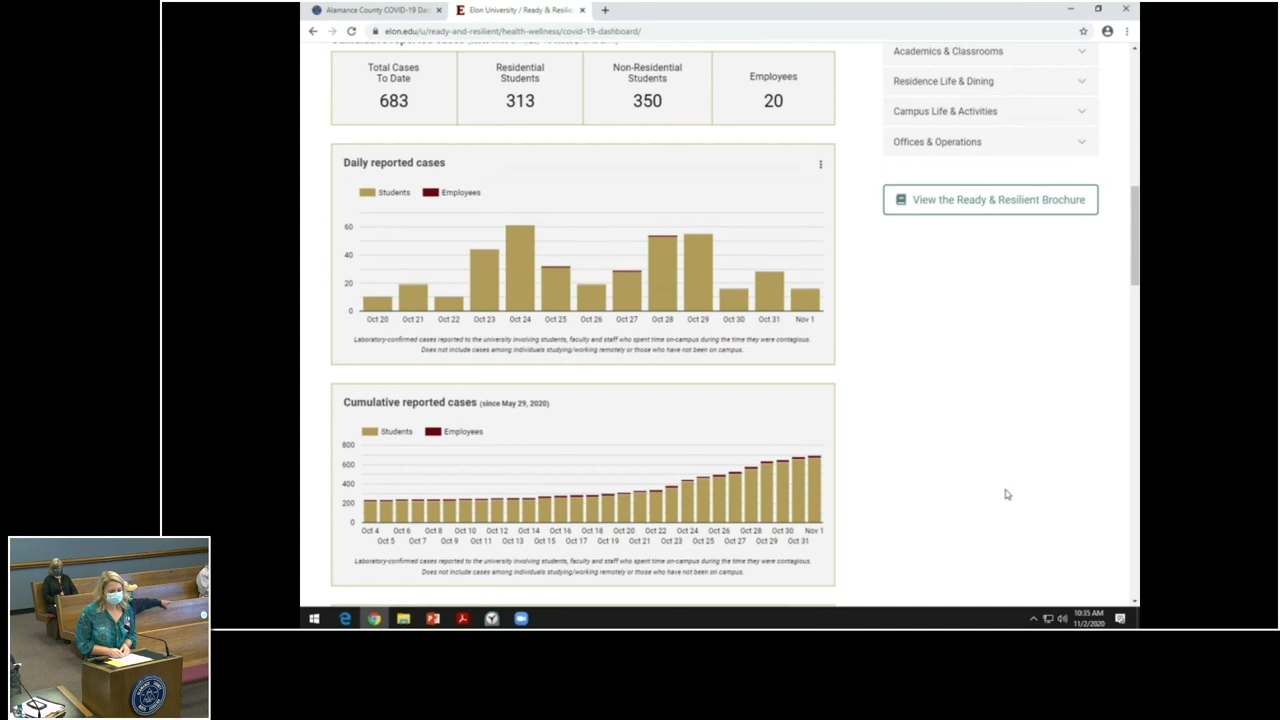 Alamance County COVID-19 Das
Elon University / Ready & Resilie
elon.edu/u/ready-and-resilient/health-wellness/covid-19-dashboard/
Total Cases To Date
683
Residential Students
313
Non-Residential Students
350
Employees
20
Daily reported cases
Students Employees
60
40
20
0
Oct 20 Oct 21 Oct 22 Oct 23 Oct 24 Oct 25 Oct 26 Oct 27 Oct 28 Oct 29 Oct 30 Oct 31 Nov 1
Laboratory-confirmed cases reported to the university involving students, faculty and staff who spent time on-campus during the time they were contagious.
Does not include cases among individuals studying/working remotely or those who have not been on campus.
Cumulative reported cases (since May 29, 2020)
Students Employees
800
600
400
200
0
Oct 4 Oct 6 Oct 8 Oct 10 Oct 12 Oct 14 Oct 16 Oct 18 Oct 20 Oct 22 Oct 24 Oct 26 Oct 28 Oct 30 Nov 1
Oct 5 Oct 7 Oct 9 Oct 11 Oct 13 Oct 15 Oct 17 Oct 19 Oct 21 Oct 23 Oct 25 Oct 27 Oct 29 Oct 31
Laboratory-confirmed cases reported to the university involving students, faculty and staff who spent time on-campus during the time they were contagious.
Does not include cases among individuals studying/working remotely or those who have not been on campus.
Academics & Classrooms
Residence Life & Dining
Campus Life & Activities
Offices & Operations
View the Ready & Resilient Brochure
10:35 AM
11/2/2020